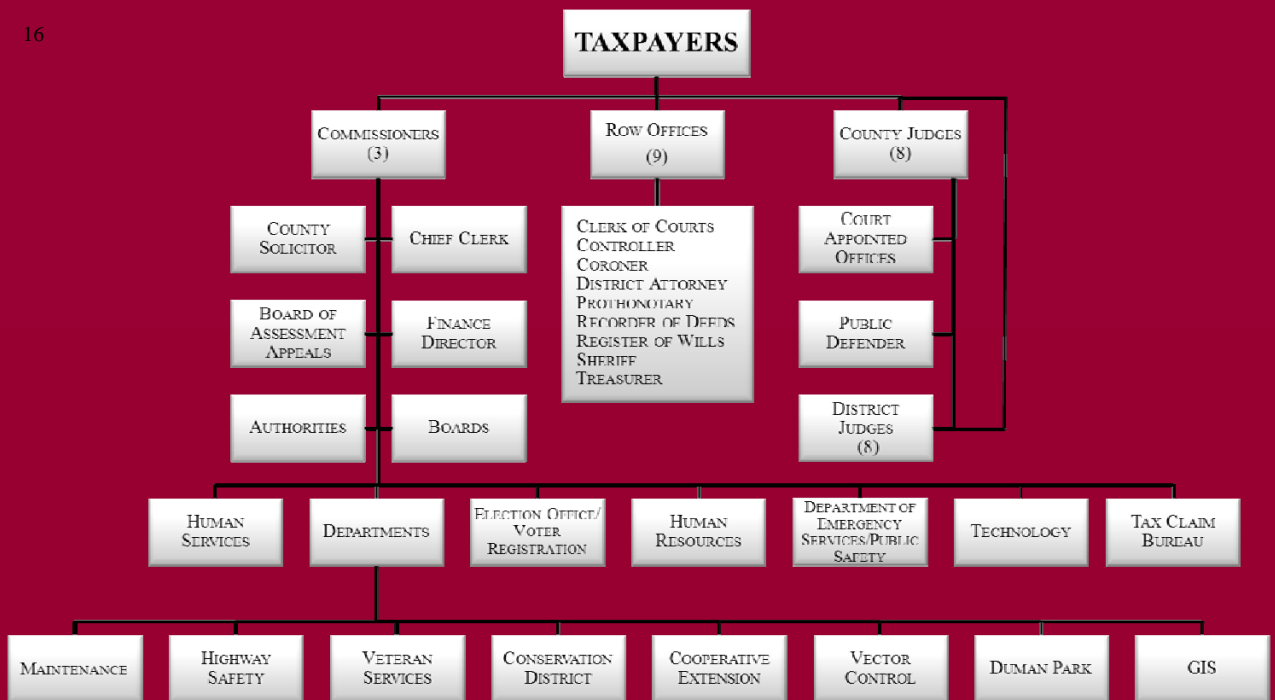 16
TAXPAYERS
COMMISSIONERS
(3)
ROW OFFICES
(9)
COUNTY JUDGES
(8)
COUNTY
SOLICITOR
CHIEF CLERK
CLERK OF COURTS
CONTROLLER
CORONER
DISTRICT ATTORNEY
PROTHONOTARY
RECORDER OF DEEDS
REGISTER OF WILLS
SHERIFF
TREASURER
COURT
APPOINTED
OFFICES
BOARD OF
ASSESSMENT
APPEALS
FINANCE
DIRECTOR
PUBLIC
DEFENDER
AUTHORITIES
BOARDS
DISTRICT
JUDGES
(8)
HUMAN
SERVICES
DEPARTMENTS
ELECTION OFFICE/
VOTER
REGISTRATION
HUMAN
RESOURCES
DEPARTMENT OF
EMERGENCY
SERVICES/PUBLIC
SAFETY
TECHNOLOGY
TAX CLAIM
BUREAU
MAINTENANCE
HIGHWAY
SAFETY
VETERAN
SERVICES
CONSERVATION
DISTRICT
COOPERATIVE
EXTENSION
VECTOR
CONTROL
DUMAN PARK
GIS